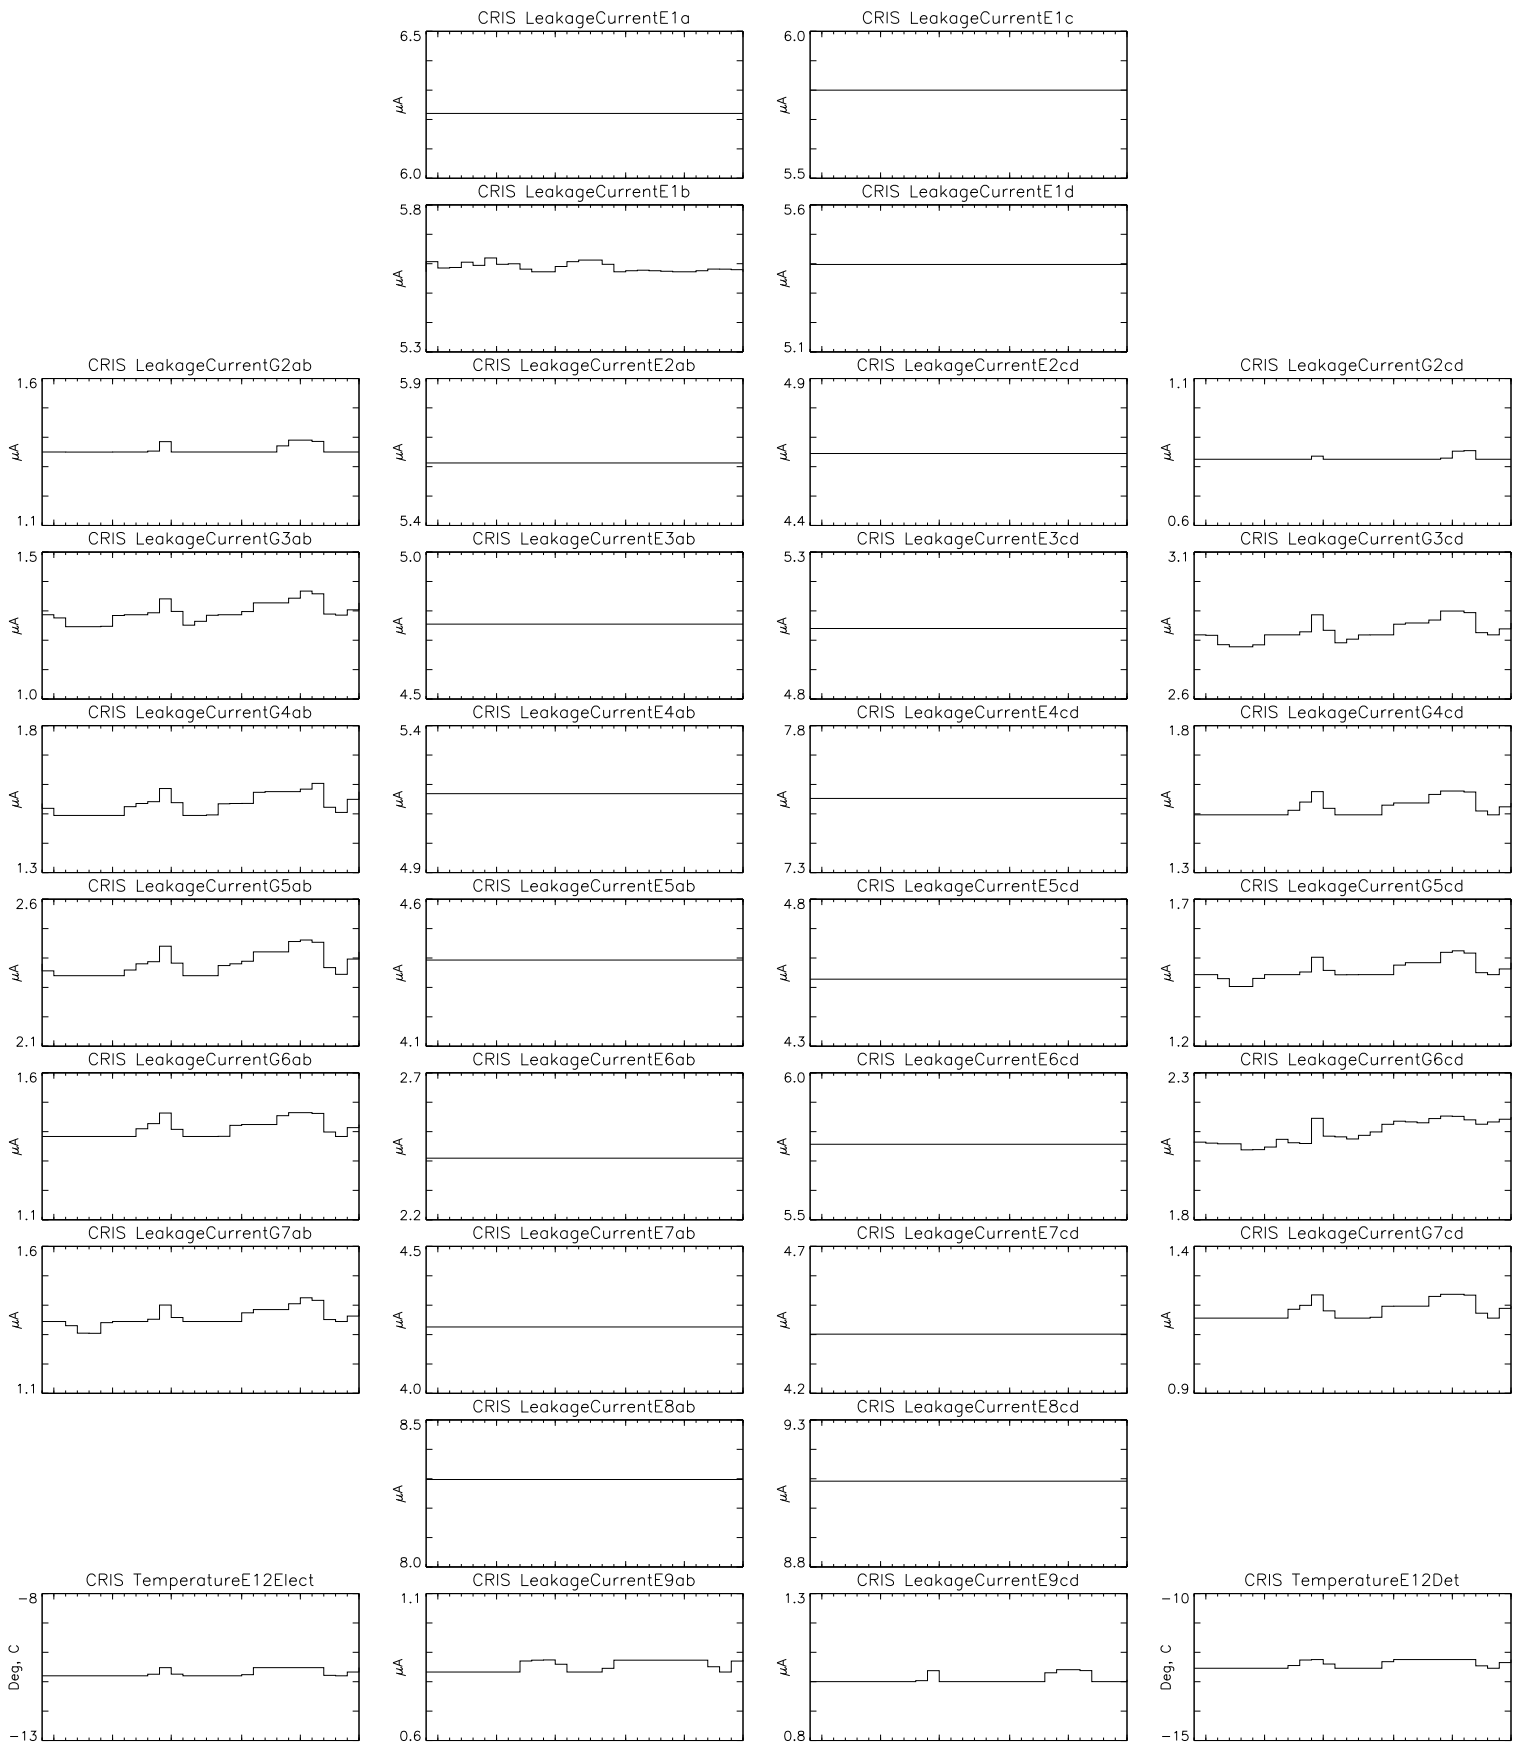 CRIS LeakageCurrentE1a
6.5
μA
6.0
CRIS LeakageCurrentE1c
6.0
μA
5.5
CRIS LeakageCurrentE1b
5.8
μA
5.3
CRIS LeakageCurrentE1d
5.6
μA
5.1
CRIS LeakageCurrentG2ab
1.6
μA
1.1
CRIS LeakageCurrentE2ab
5.9
μA
5.4
CRIS LeakageCurrentE2cd
4.9
μA
4.4
CRIS LeakageCurrentG2cd
1.1
μA
0.6
CRIS LeakageCurrentG3ab
1.5
μA
1.0
CRIS LeakageCurrentE3ab
5.0
μA
4.5
CRIS LeakageCurrentE3cd
5.3
μA
4.8
CRIS LeakageCurrentG3cd
3.1
μA
2.6
CRIS LeakageCurrentG4ab
1.8
μA
1.3
CRIS LeakageCurrentE4ab
5.4
μA
4.9
CRIS LeakageCurrentE4cd
7.8
μA
7.3
CRIS LeakageCurrentG4cd
1.8
μA
1.3
CRIS LeakageCurrentG5ab
2.6
μA
2.1
CRIS LeakageCurrentE5ab
4.6
μA
4.1
CRIS LeakageCurrentE5cd
4.8
μA
4.3
CRIS LeakageCurrentG5cd
1.7
μA
1.2
CRIS LeakageCurrentG6ab
1.6
μA
1.1
CRIS LeakageCurrentE6ab
2.7
μA
2.2
CRIS LeakageCurrentE6cd
6.0
μA
5.5
CRIS LeakageCurrentG6cd
2.3
μA
1.8
CRIS LeakageCurrentG7ab
1.6
μA
1.1
CRIS LeakageCurrentE7ab
4.5
μA
4.0
CRIS LeakageCurrentE7cd
4.7
μA
4.2
CRIS LeakageCurrentG7cd
1.4
μA
0.9
CRIS LeakageCurrentE8ab
8.5
μA
8.0
CRIS LeakageCurrentE8cd
9.3
μA
8.8
CRIS TemperatureE12Elect
-8
Deg, C
-13
CRIS LeakageCurrentE9ab
1.1
μA
0.6
CRIS LeakageCurrentE9cd
1.3
μA
0.8
CRIS TemperatureE12Det
-10
Deg, C
-15